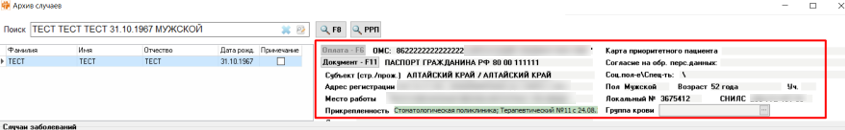 Архив случаев
Поиск ТЕСТ ТЕСТ ТЕСТ 31.10.1967 МУЖСКОЙ F8 РРП
Фамилия Имя Отчество Дата рожд. Примечание
ТЕСТ ТЕСТ ТЕСТ 31.10.1967
Оплата - F6 ОМС: 8622222222222222
Документ - F11 ПАСПОРТ ГРАЖДАНИНА РФ 80 00 111111
Субъект (стр./прож.) АЛТАЙСКИЙ КРАЙ / АЛТАЙСКИЙ КРАЙ
Адрес регистрации
Место работы
Прикрепленность Стоматологическая поликлиника; Терапевтический №11 с 24.08.
Карта приоритетного пациента
Согласие на обр. перс.данных:
Соц.пол-е\Спец-ть: \
Пол Мужской Возраст 52 года Уч.
Локальный № 3675412 СНИЛС
Группа крови
Случаи заболеваний